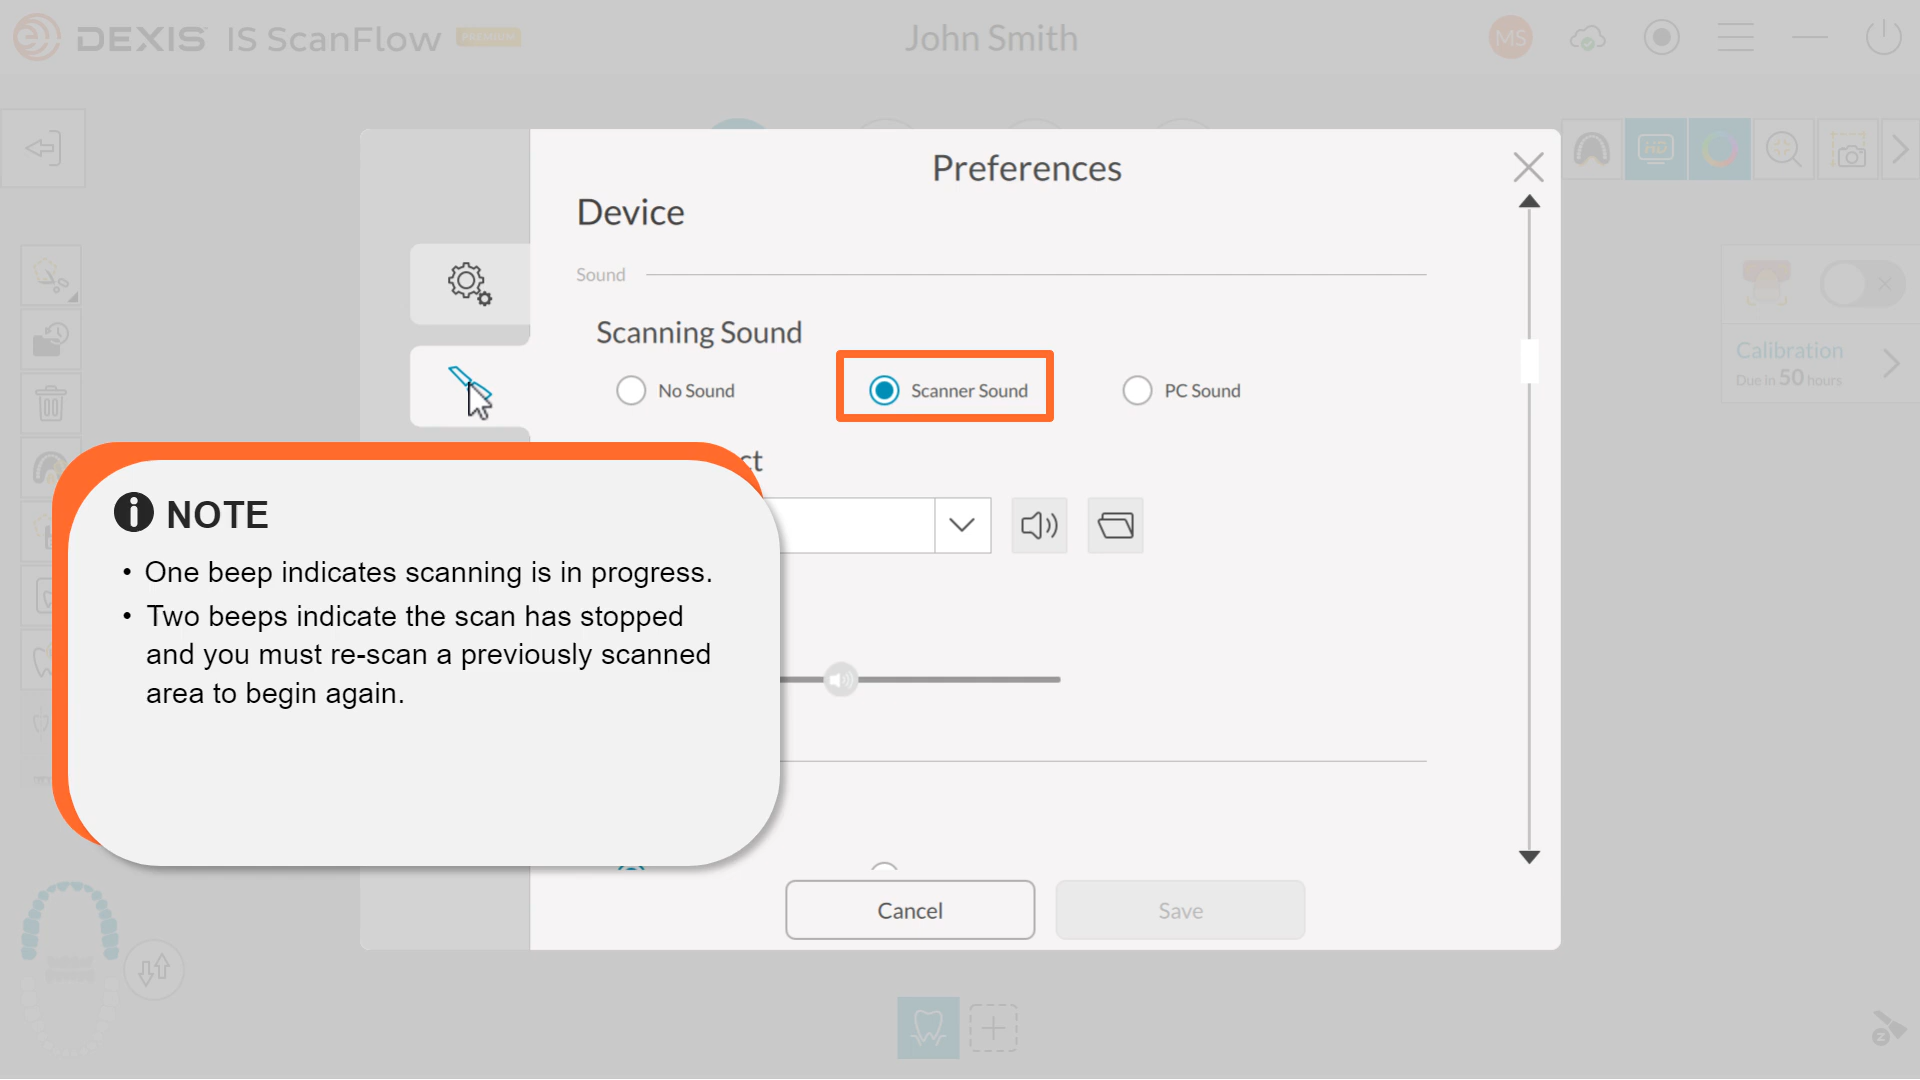 DEXIS IS ScanFlow PREMIUM
John Smith
MS
Preferences
Device
Sound
Scanning Sound
No Sound
Scanner Sound
PC Sound
ct
NOTE
• One beep indicates scanning is in progress.
• Two beeps indicate the scan has stopped
and you must re-scan a previously scanned
area to begin again.
Calibration
Due in 50 hours
Cancel
Save